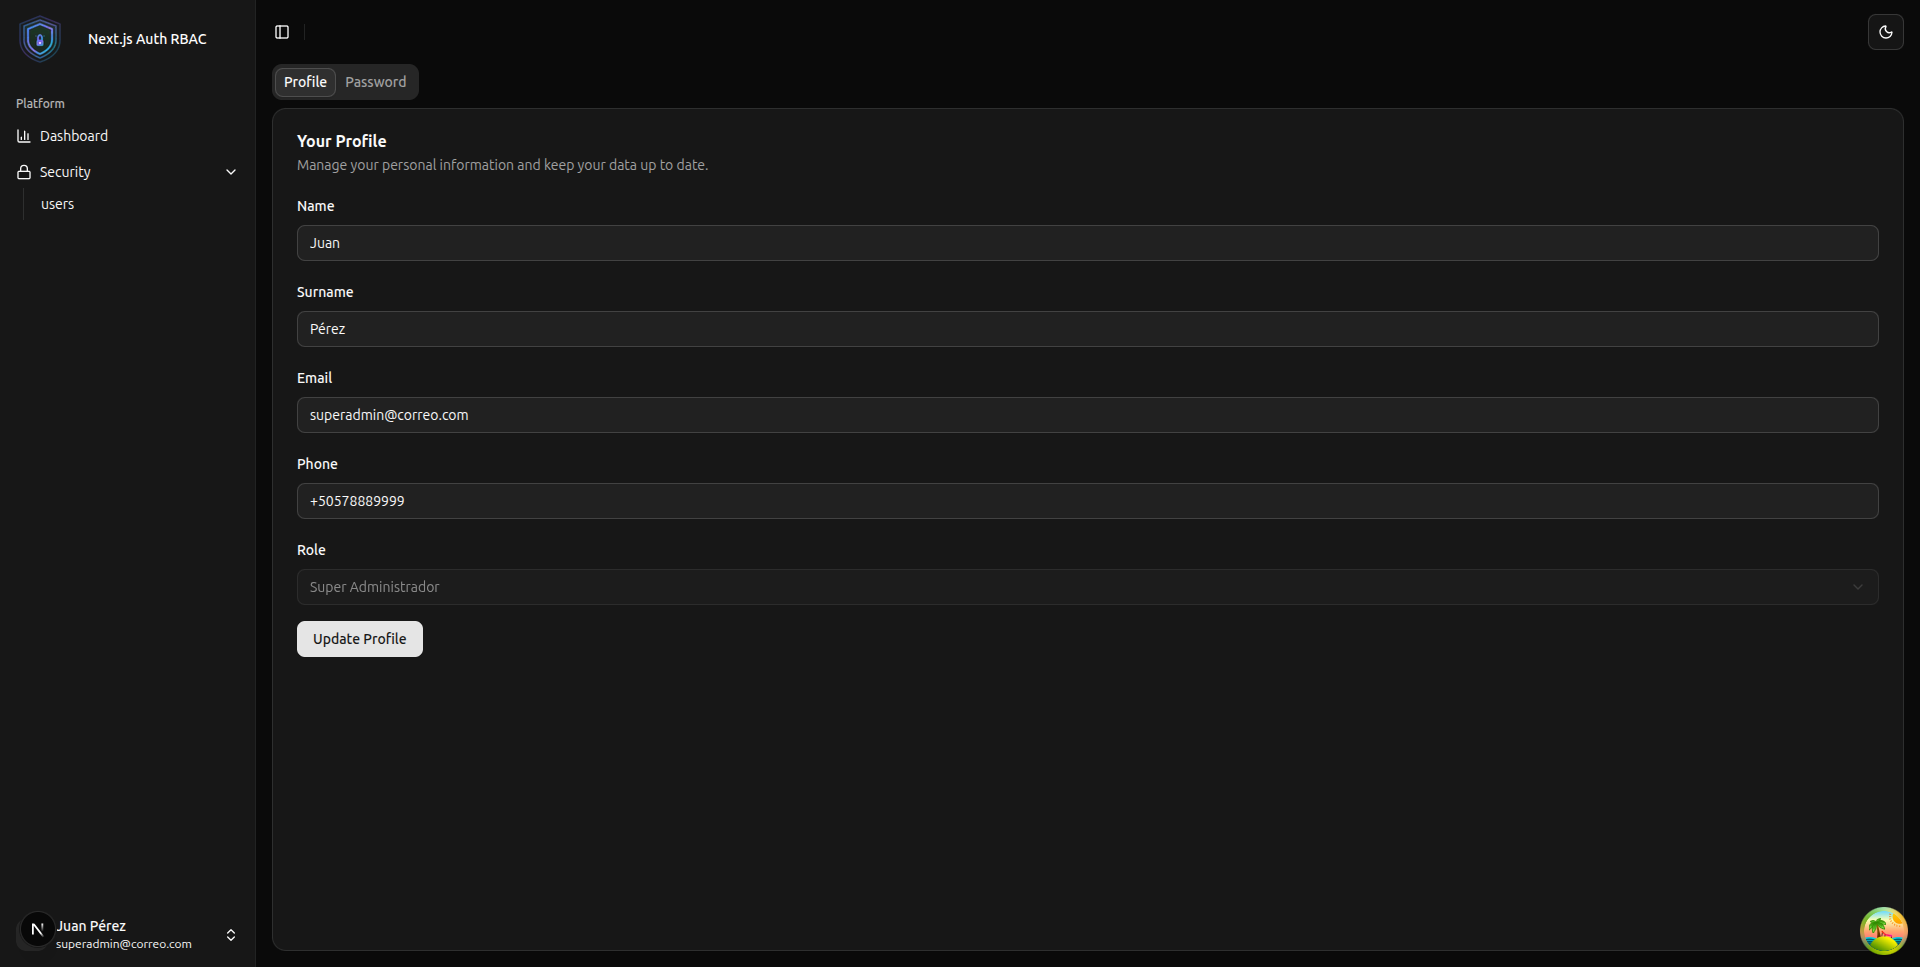 Next.js Auth RBAC
Platform
Dashboard
Security
users
Profile
Password
Your Profile
Manage your personal information and keep your data up to date.
Name
Juan
Surname
Pérez
Email
superadmin@correo.com
Phone
+50578889999
Role
Super Administrador
Update Profile
N
Juan Pérez
superadmin@correo.com